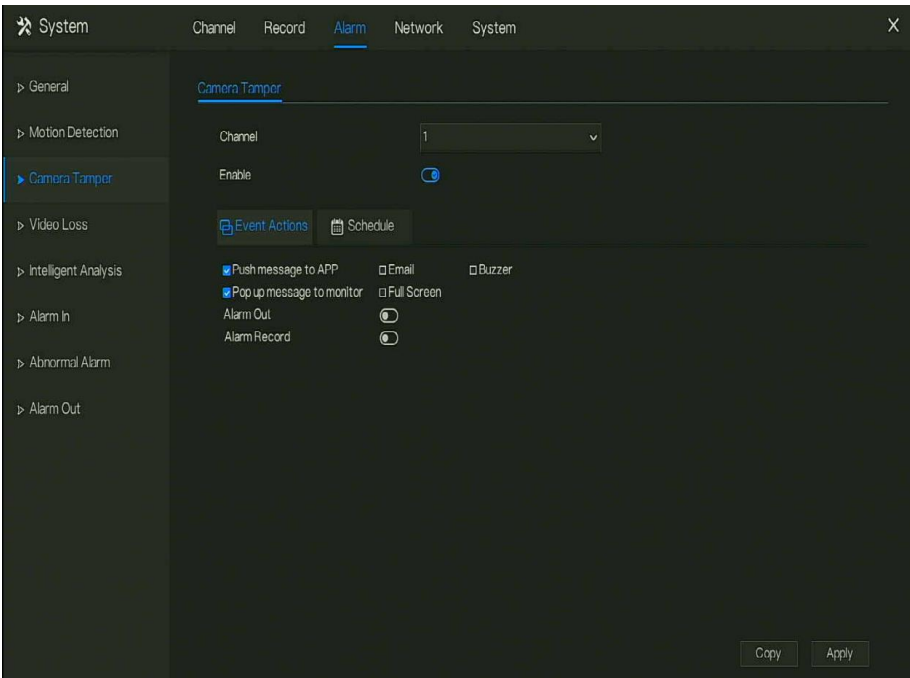 System
Channel Record Alarm Network System X
General
Motion Detection
Camera Tamper
Video Loss
Intelligent Analysis
Alarm In
Abnormal Alarm
Alarm Out
Camera Tamper
Channel 1
Enable
Event Actions Schedule
Push message to APP Email Buzzer
Pop up message to monitor Full Screen
Alarm Out
Alarm Record
Copy Apply